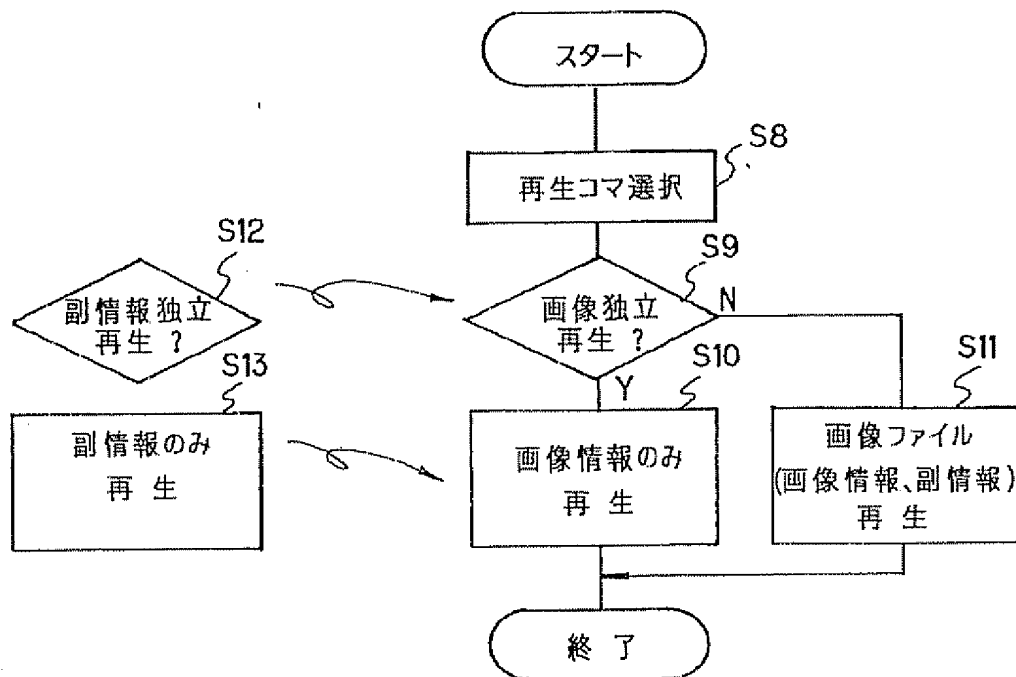 スタート
S8
再生コマ選択
S12
副情報独立
再生?
S9
画像独立
再生?
N
Y
S13
副情報のみ
再生
S10
画像情報のみ
再生
S11
画像ファイル
(画像情報、副情報)
再生
終了